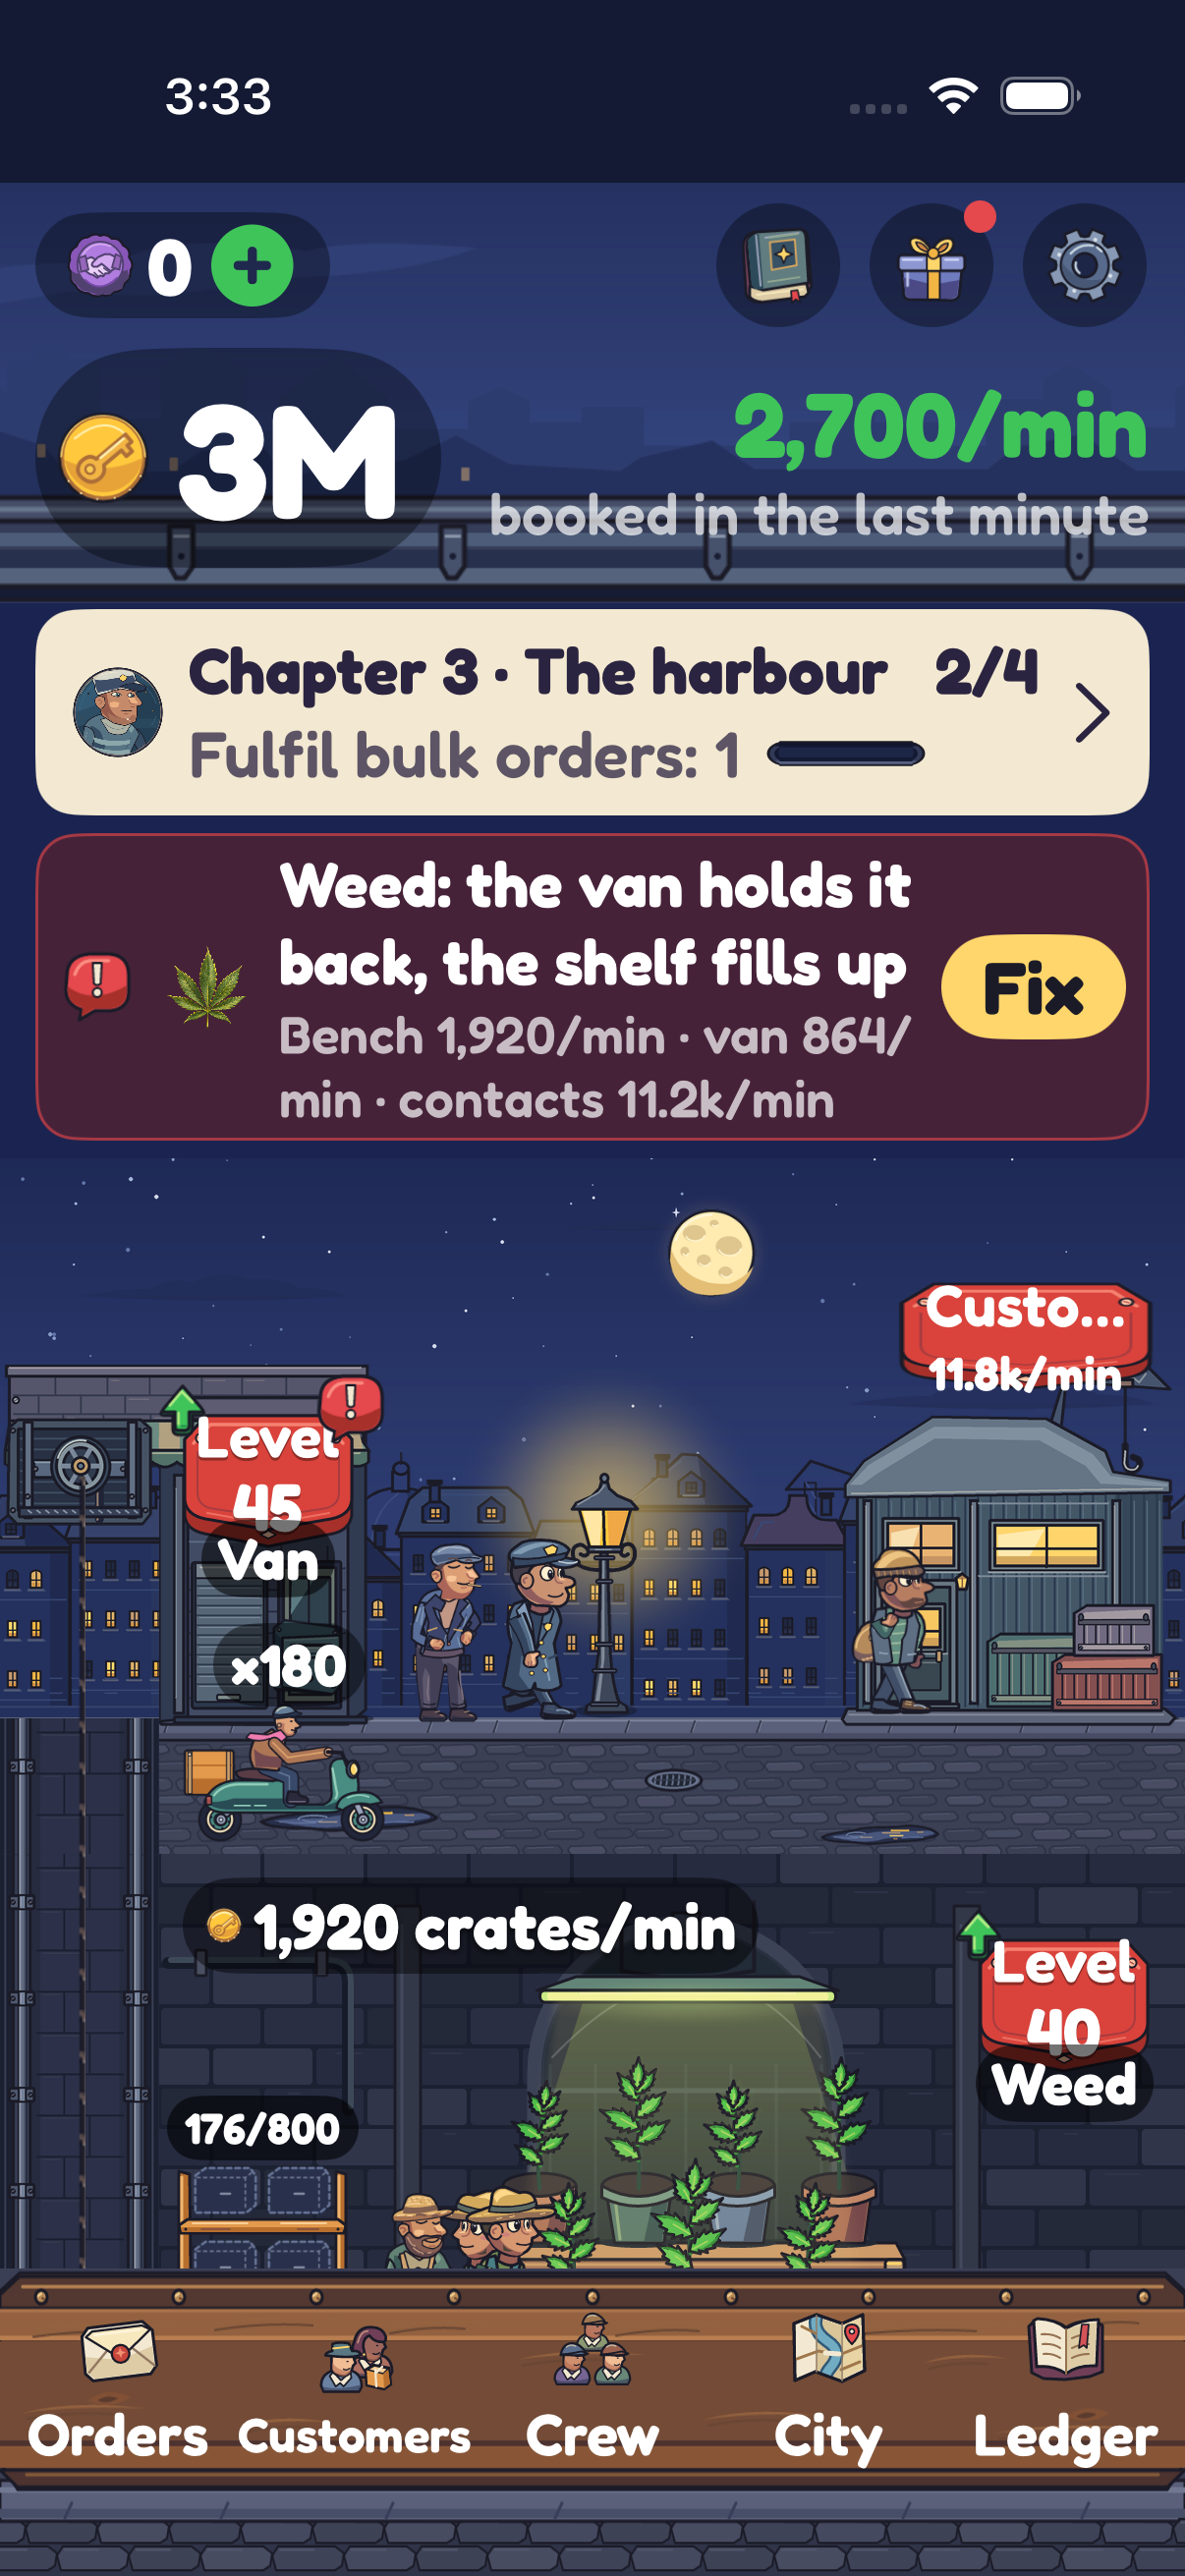 3:33
0
3M
2,700/min
booked in the last minute
Chapter 3 · The harbour 2/4
Fulfil bulk orders: 1
Weed: the van holds it
back, the shelf fills up
Bench 1,920/min · van 864/
min · contacts 11.2k/min
Fix
Custo...
11.8k/min
Level
45
Van
x180
1,920 crates/min
Level
40
Weed
176/800
Orders
Customers
Crew
City
Ledger